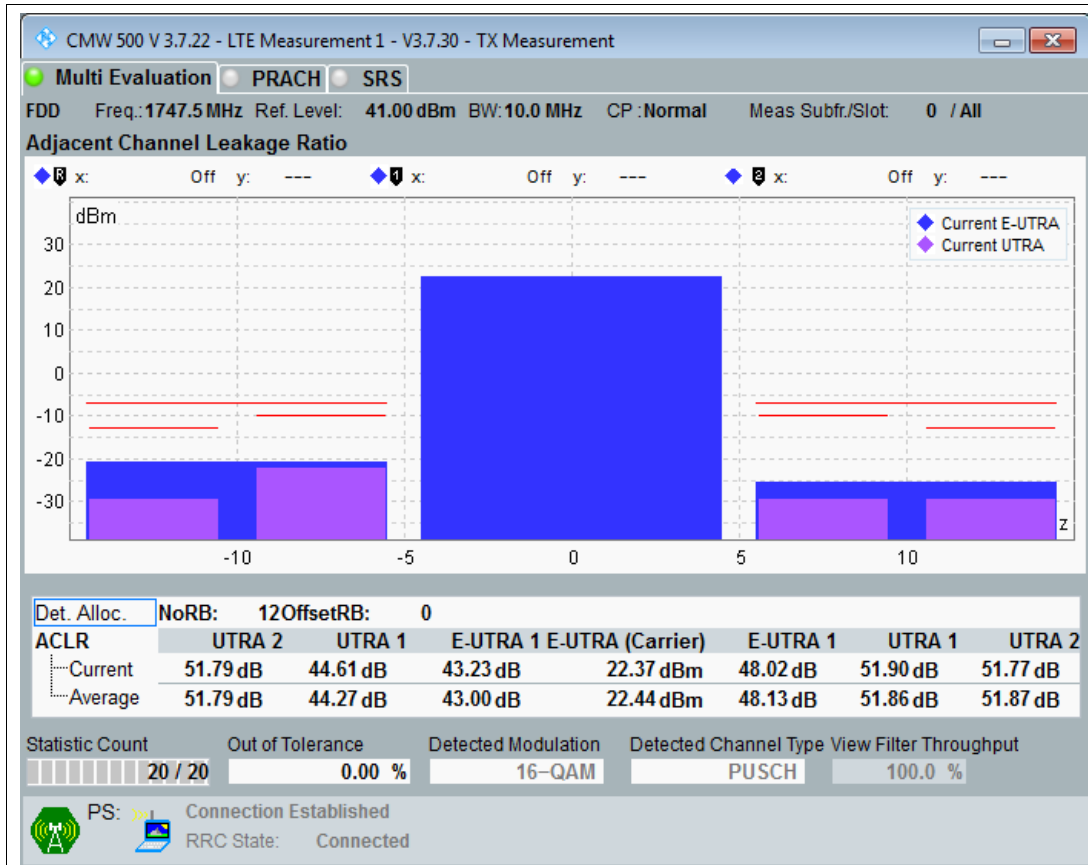 CMW 500 V 3.7.22 - LTE Measurement 1 - V3.7.30 - TX Measurement
Multi Evaluation PRACH SRS
FDD Freq.: 1747.5 MHz Ref. Level: 41.00 dBm BW: 10.0 MHz CP : Normal Meas Subfr./Slot: 0 / All
Adjacent Channel Leakage Ratio
R x: Off y: --- 1 x: Off y: --- 2 x: Off y: ---
dBm
Current E-UTRA
Current UTRA
30
20
10
0
-10
-20
-30
z
-10 -5 0 5 10
Det. Alloc. NoRB: 12 OffsetRB: 0
ACLR UTRA 2 UTRA 1 E-UTRA 1 E-UTRA (Carrier) E-UTRA 1 UTRA 1 UTRA 2
Current 51.79 dB 44.61 dB 43.23 dB 22.37 dBm 48.02 dB 51.90 dB 51.77 dB
Average 51.79 dB 44.27 dB 43.00 dB 22.44 dBm 48.13 dB 51.86 dB 51.87 dB
Statistic Count Out of Tolerance Detected Modulation Detected Channel Type View Filter Throughput
20 / 20 0.00 % 16-QAM PUSCH 100.0 %
PS: Connection Established
RRC State: Connected